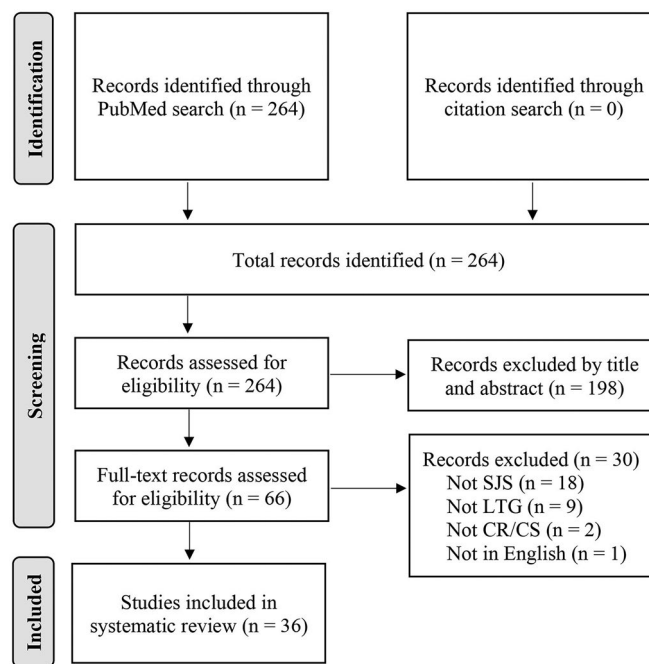 Identification
Records identified through
PubMed search (n = 264)
Records identified through
citation search (n = 0)
Screening
Total records identified (n = 264)
Records assessed for
eligibility (n = 264)
Records excluded by title
and abstract (n = 198)
Full-text records assessed
for eligibility (n = 66)
Records excluded (n = 30)
Not SJS (n = 18)
Not LTG (n = 9)
Not CR/CS (n = 2)
Not in English (n = 1)
Included
Studies included in
systematic review (n = 36)